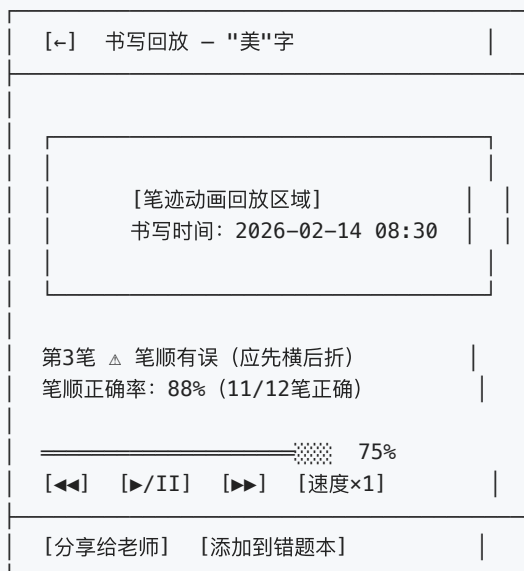 [←] 书写回放 — "美"字
[笔迹动画回放区域]
书写时间：2026-02-14 08:30
第3笔 ⚠ 笔顺有误（应先横后折）
笔顺正确率：88%（11/12笔正确）
75%
[◀◀] [▶/II] [▶▶] [速度×1]
[分享给老师] [添加到错题本]